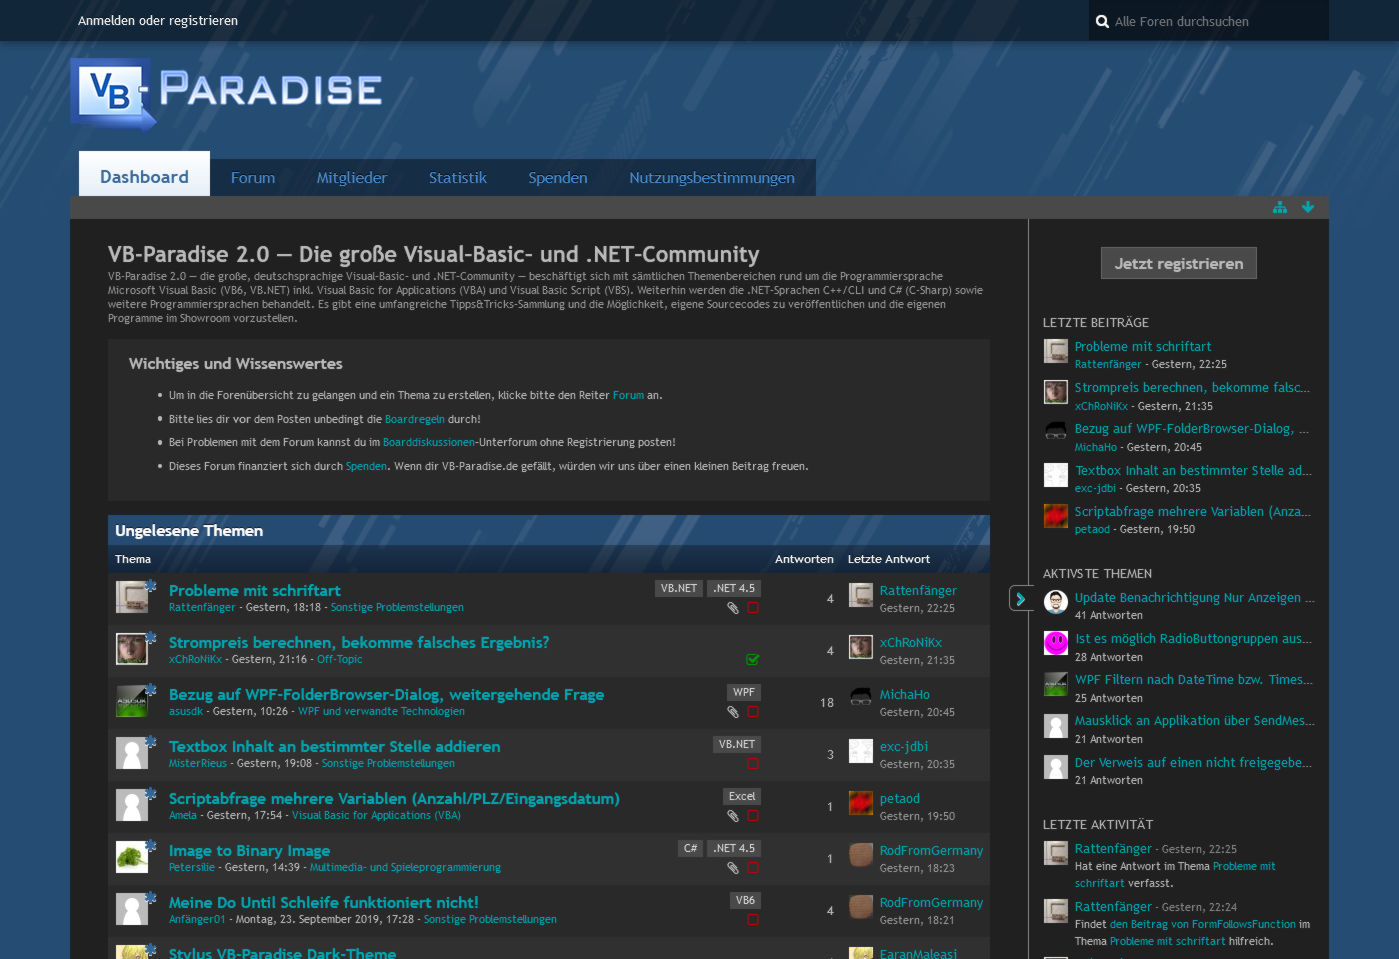 Anmelden oder registrieren
Alle Foren durchsuchen
VB-PARADISE
Dashboard
Forum
Mitglieder
Statistik
Spenden
Nutzungsbestimmungen
VB-Paradise 2.0 — Die große Visual-Basic- und .NET-Community
VB-Paradise 2.0 — die große, deutschsprachige Visual-Basic- und .NET-Community — beschäftigt sich mit sämtlichen Themenbereichen rund um die Programmiersprache
Microsoft Visual Basic (VB6, VB.NET) inkl. Visual Basic for Applications (VBA) und Visual Basic Script (VBS). Weiterhin werden die .NET-Sprachen C++/CLI und C# (C-Sharp) sowie
weitere Programmiersprachen behandelt. Es gibt eine umfangreiche Tipps&Tricks-Sammlung und die Möglichkeit, eigene Sourcecodes zu veröffentlichen und die eigenen
Programme im Showroom vorzustellen.
Wichtiges und Wissenswertes
• Um in die Forenübersicht zu gelangen und ein Thema zu erstellen, klicke bitte den Reiter Forum an.
• Bitte lies dir vor dem Posten unbedingt die Boardregeln durch!
• Bei Problemen mit dem Forum kannst du im Boarddiskussionen-Unterforum ohne Registrierung posten!
• Dieses Forum finanziert sich durch Spenden. Wenn dir VB-Paradise.de gefällt, würden wir uns über einen kleinen Beitrag freuen.
Ungelesene Themen
Thema Antworten Letzte Antwort
Probleme mit schriftart VB.NET .NET 4.5 4 Rattenfänger
Rattenfänger - Gestern, 18:18 - Sonstige Problemstellungen Gestern, 22:25
Strompreis berechnen, bekomme falsches Ergebnis? 4 xChRoNiKx
xChRoNiKx - Gestern, 21:16 - Off-Topic Gestern, 21:35
Bezug auf WPF-FolderBrowser-Dialog, weitergehende Frage WPF 18 MichaHo
asusdk - Gestern, 10:26 - WPF und verwandte Technologien Gestern, 20:45
Textbox Inhalt an bestimmter Stelle addieren VB.NET 3 exc-jdbi
MisterRieus - Gestern, 19:08 - Sonstige Problemstellungen Gestern, 20:35
Scriptabfrage mehrere Variablen (Anzahl/PLZ/Eingangsdatum) Excel 1 petaod
Amela - Gestern, 17:54 - Visual Basic for Applications (VBA) Gestern, 19:50
Image to Binary Image C# .NET 4.5 1 RodFromGermany
Petersilie - Gestern, 14:39 - Multimedia- und Spieleprogrammierung Gestern, 18:23
Meine Do Until Schleife funktioniert nicht! VB6 4 RodFromGermany
Anfänger01 - Montag, 23. September 2019, 17:28 - Sonstige Problemstellungen Gestern, 18:21
Stylus VB-Paradise Dark-Theme EaranMaleasi
Jetzt registrieren
LETZTE BEITRÄGE
Probleme mit schriftart
Rattenfänger - Gestern, 22:25
Strompreis berechnen, bekomme falsc...
xChRoNiKx - Gestern, 21:35
Bezug auf WPF-FolderBrowser-Dialog, ...
MichaHo - Gestern, 20:45
Textbox Inhalt an bestimmter Stelle ad...
exc-jdbi - Gestern, 20:35
Scriptabfrage mehrere Variablen (Anza...
petaod - Gestern, 19:50
AKTIVSTE THEMEN
Update Benachrichtigung Nur Anzeigen ...
41 Antworten
Ist es möglich RadioButtongruppen aus...
28 Antworten
WPF Filtern nach DateTime bzw. Times...
25 Antworten
Mausklick an Applikation über SendMes...
21 Antworten
Der Verweis auf einen nicht freigegebe...
21 Antworten
LETZTE AKTIVITÄT
Rattenfänger - Gestern, 22:25
Hat eine Antwort im Thema Probleme mit
schriftart verfasst.
Rattenfänger - Gestern, 22:24
Findet den Beitrag von FormFollowsFunction im
Thema Probleme mit schriftart hilfreich.